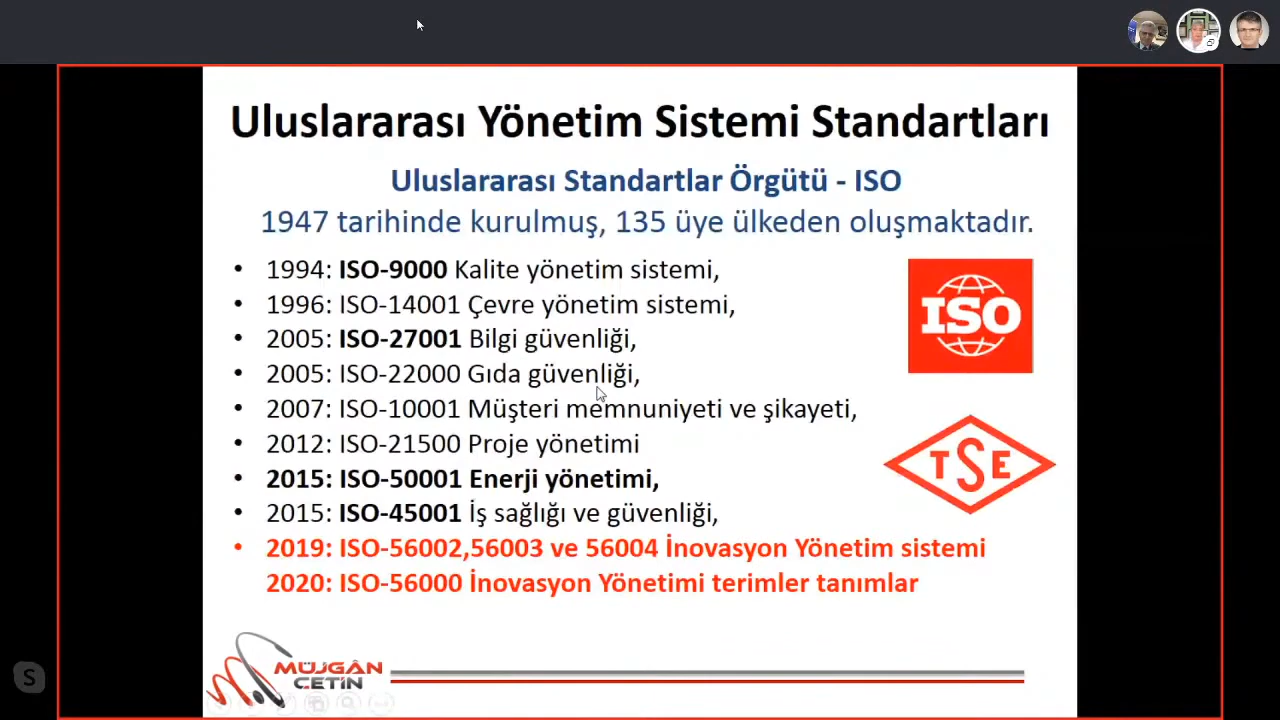 Uluslararası Yönetim Sistemi Standartları
Uluslararası Standartlar Örgütü - ISO
1947 tarihinde kurulmuş, 135 üye ülkeden oluşmaktadır.
• 1994: ISO-9000 Kalite yönetim sistemi,
• 1996: ISO-14001 Çevre yönetim sistemi,
• 2005: ISO-27001 Bilgi güvenliği,
• 2005: ISO-22000 Gıda güvenliği,
• 2007: ISO-10001 Müşteri memnuniyeti ve şikayeti,
• 2012: ISO-21500 Proje yönetimi
• 2015: ISO-50001 Enerji yönetimi,
• 2015: ISO-45001 İş sağlığı ve güvenliği,
• 2019: ISO-56002,56003 ve 56004 İnovasyon Yönetim sistemi
2020: ISO-56000 İnovasyon Yönetimi terimler tanımlar
ISO
TSE
MÜJGÂN
ÇETİN
S